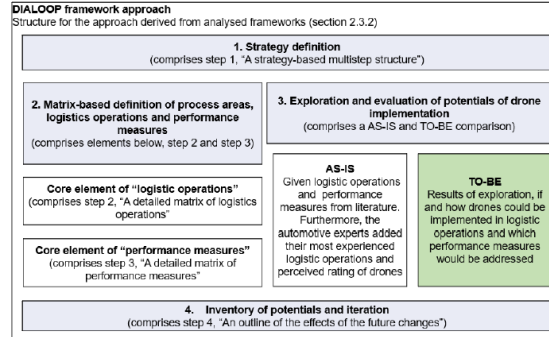 DIALOOP framework approach
Structure for the approach derived from analysed frameworks (section 2.3.2)
1. Strategy definition
(comprises step 1, “A strategy-based multistep structure”)
2. Matrix-based definition of process areas,
logistics operations and performance
measures
(comprises elements below, step 2 and step 3)
3. Exploration and evaluation of potentials of drone
implementation
(comprises a AS-IS and TO-BE comparison)
Core element of “logistic operations”
(comprises step 2, “A detailed matrix of logistics
operations”
Core element of “performance measures”
(comprises step 3, “A detailed matrix of
performance measures”
AS-IS
Given logistic operations
and performance
measures from literature.
Furthermore, the
automotive experts added
their most experienced
logistic operations and
perceived rating of drones
TO-BE
Results of exploration, if
and how drones could be
implemented in logistic
operations and which
performance measures
would be addressed
4. Inventory of potentials and iteration
(comprises step 4, “An outline of the effects of the future changes”)